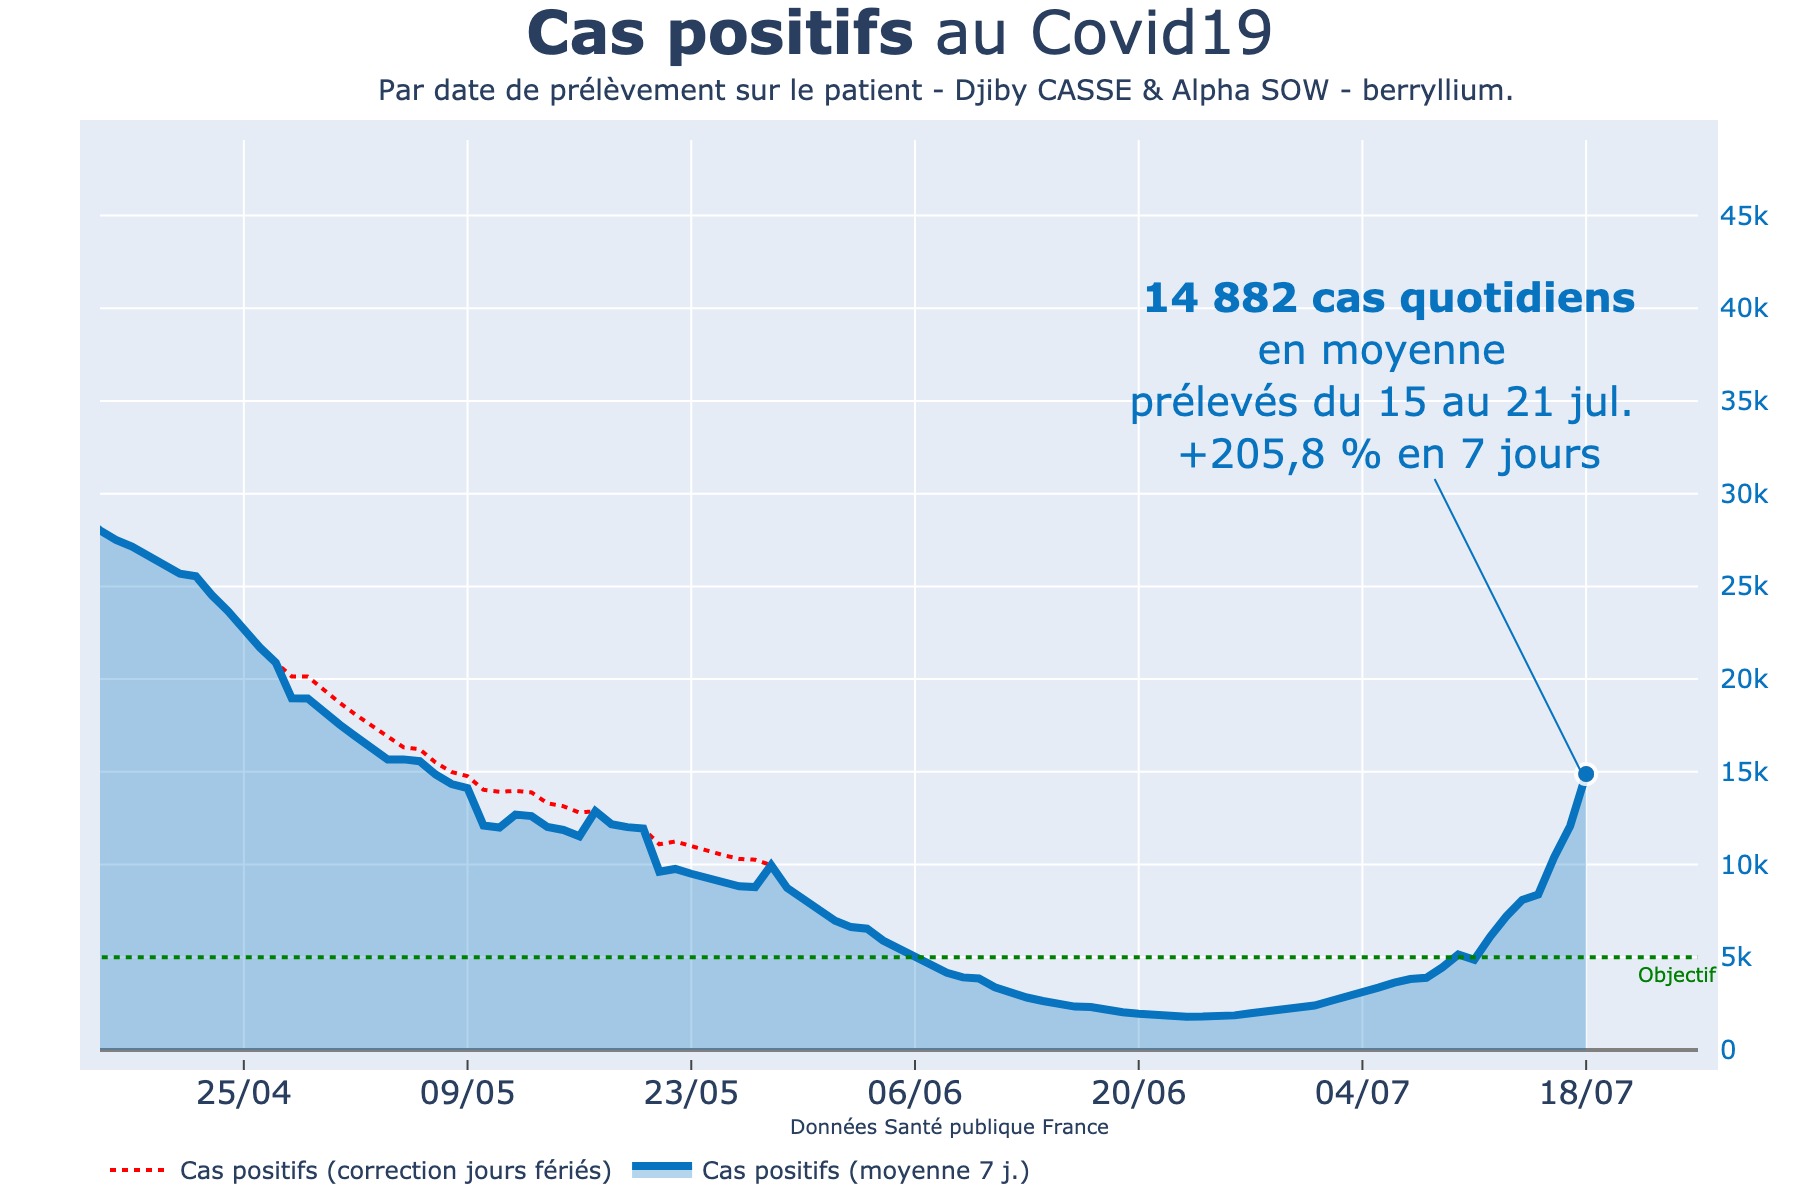 Cas positifs au Covid19
Par date de prélèvement sur le patient - Djiby CASSE & Alpha SOW - berryllium.
45k
14 882 cas quotidiens
40k
en moyenne
prélevés du 15 au 21 jul.
35k
+205,8 % en 7 jours
30k
25k
20k
15k
10k
5k
Objectif
0
25/04 09/05 23/05 06/06 20/06 04/07 18/07
Données Santé publique France
Cas positifs (correction jours fériés) Cas positifs (moyenne 7 j.)